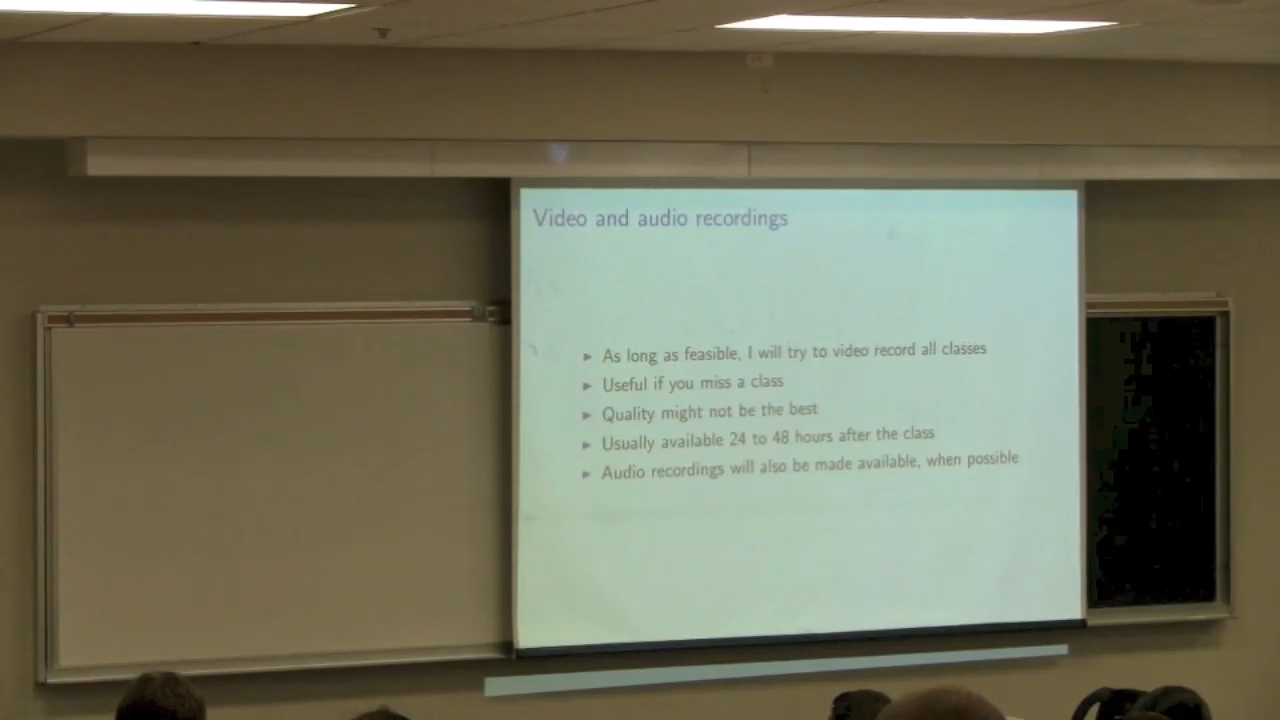 Video and audio recordings
▶ As long as feasible, I will try to video record all classes
▶ Useful if you miss a class
▶ Quality might not be the best
▶ Usually available 24 to 48 hours after the class
▶ Audio recordings will also be made available, when possible